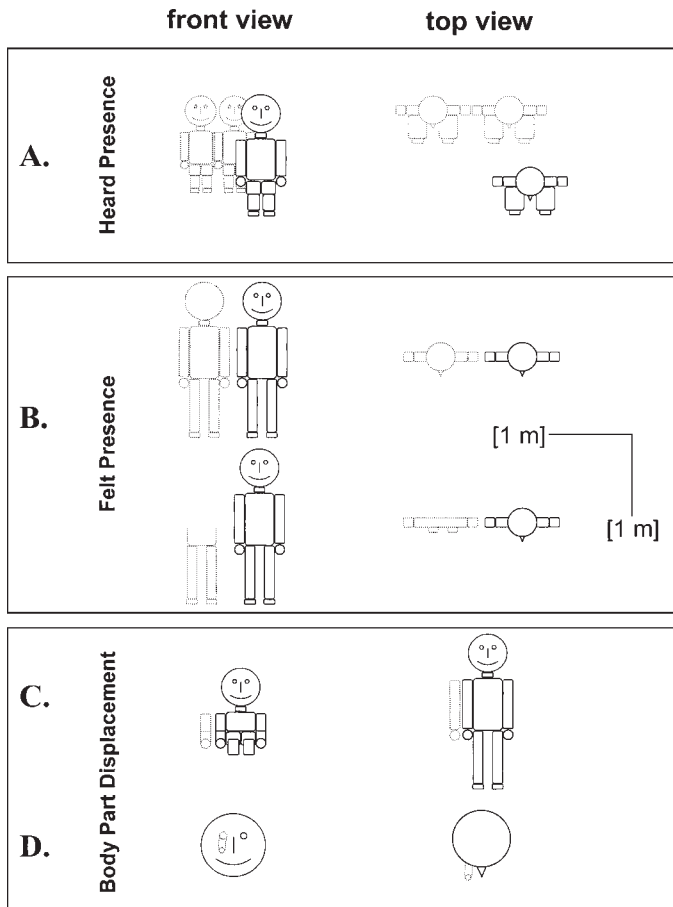 front view
top view
A.
Heard Presence
B.
Felt Presence
[1 m]
[1 m]
C.
Body Part Displacement
D.